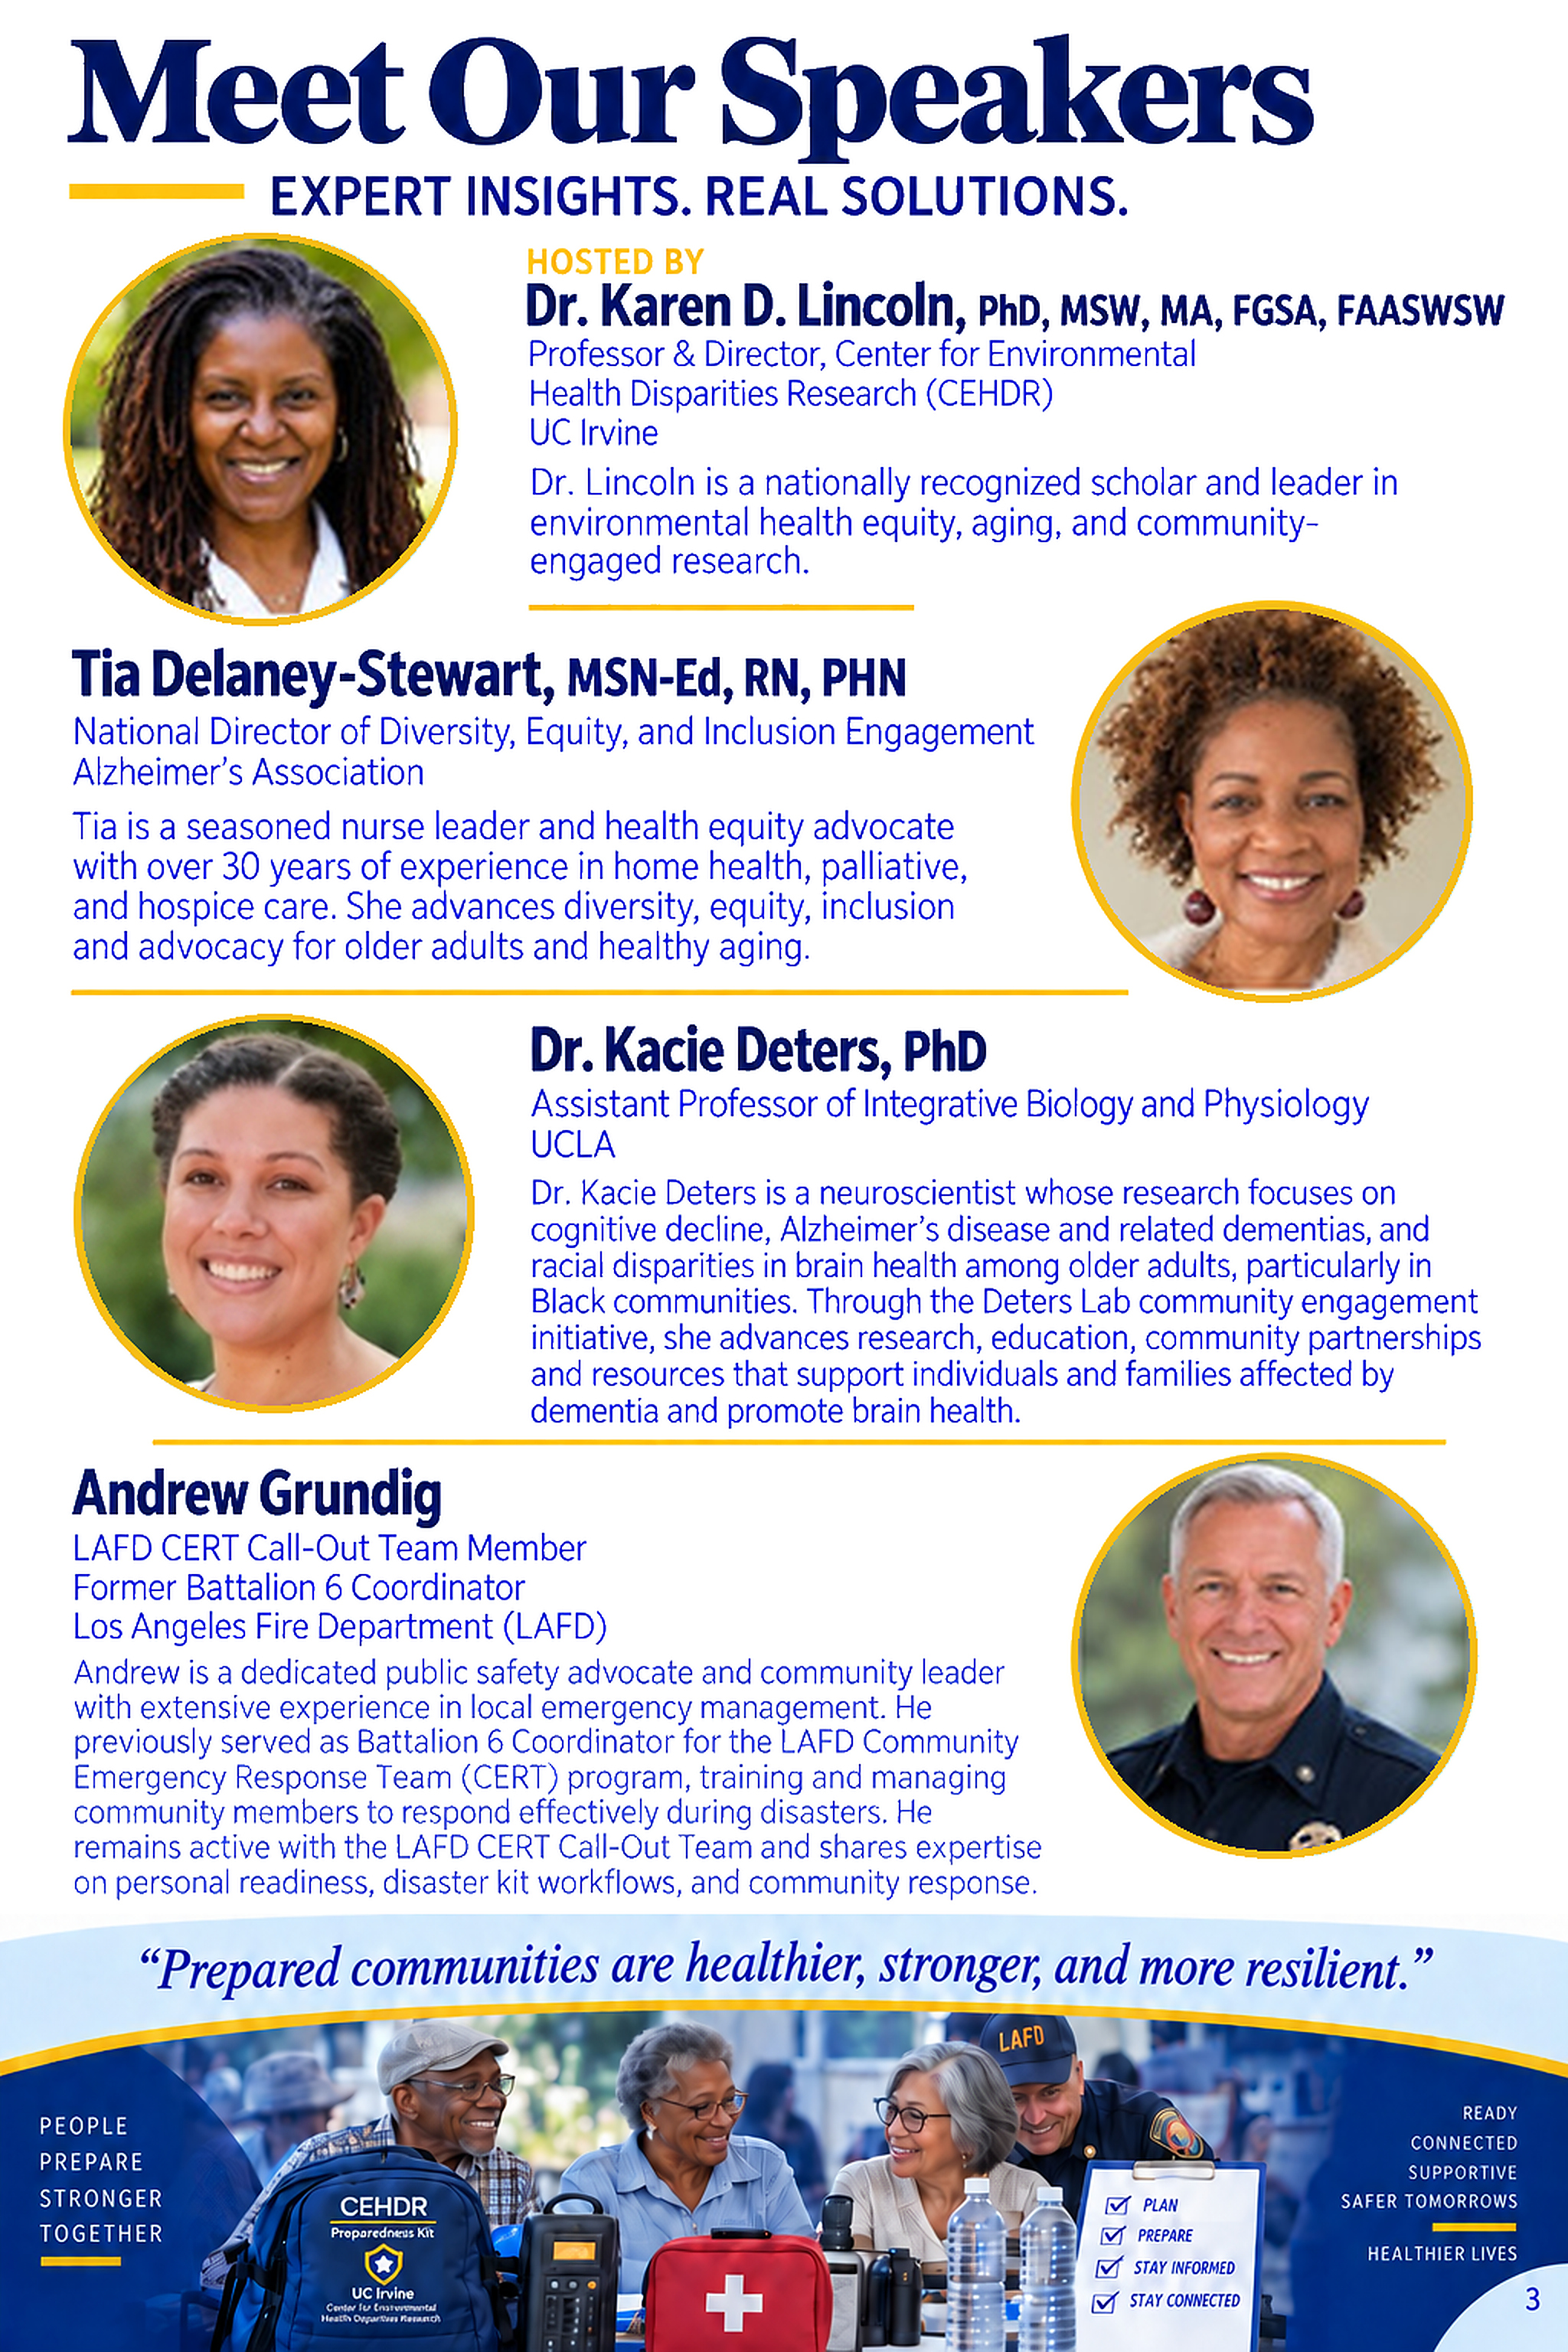 Meet Our Speakers
EXPERT INSIGHTS. REAL SOLUTIONS.
HOSTED BY
Dr. Karen D. Lincoln, PhD, MSW, MA, FGSA, FAASWSW
Professor & Director, Center for Environmental
Health Disparities Research (CEHDR)
UC Irvine
Dr. Lincoln is a nationally recognized scholar and leader in
environmental health equity, aging, and community-
engaged research.
Tia Delaney-Stewart, MSN-Ed, RN, PHN
National Director of Diversity, Equity, and Inclusion Engagement
Alzheimer’s Association
Tia is a seasoned nurse leader and health equity advocate
with over 30 years of experience in home health, palliative,
and hospice care. She advances diversity, equity, inclusion
and advocacy for older adults and healthy aging.
Dr. Kacie Deters, PhD
Assistant Professor of Integrative Biology and Physiology
UCLA
Dr. Kacie Deters is a neuroscientist whose research focuses on
cognitive decline, Alzheimer’s disease and related dementias, and
racial disparities in brain health among older adults, particularly in
Black communities. Through the Deters Lab community engagement
initiative, she advances research, education, community partnerships
and resources that support individuals and families affected by
dementia and promote brain health.
Andrew Grundig
LAFD CERT Call-Out Team Member
Former Battalion 6 Coordinator
Los Angeles Fire Department (LAFD)
Andrew is a dedicated public safety advocate and community leader
with extensive experience in local emergency management. He
previously served as Battalion 6 Coordinator for the LAFD Community
Emergency Response Team (CERT) program, training and managing
community members to respond effectively during disasters. He
remains active with the LAFD CERT Call-Out Team and shares expertise
on personal readiness, disaster kit workflows, and community response.
“Prepared communities are healthier, stronger, and more resilient.”
LAFD
PEOPLE
PREPARE
STRONGER
TOGETHER
CEHDR
Preparedness Kit
UC Irvine
Center for Environmental
Health Research
PLAN
PREPARE
STAY INFORMED
STAY CONNECTED
READY
CONNECTED
SUPPORTIVE
SAFER TOMORROWS
HEALTHIER LIVES
3